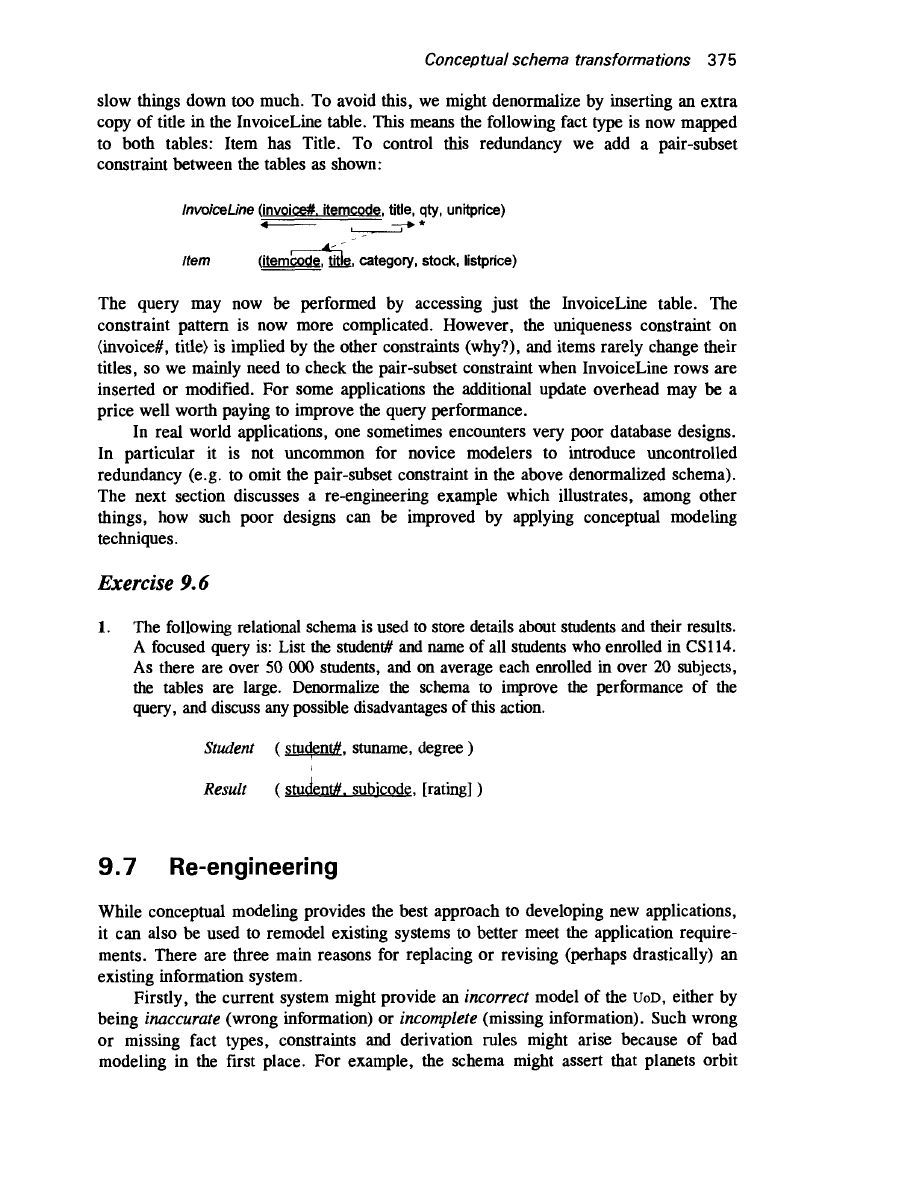 Conceptual schema transformations 375
slow things down too much. To avoid this, we might denormalize by inserting an extra
copy of title in the InvoiceLine table. This means the following fact type is now mapped
to both tables: Item has Title. To control this redundancy we add a pair-subset
constraint between the tables as shown:
InvoiceLine (invoice#, itemcode, title, qty, unitprice)
*
Item (itemcode, title, category, stock, listprice)
The query may now be performed by accessing just the InvoiceLine table. The
constraint pattern is now more complicated. However, the uniqueness constraint on
⟨invoice#, title⟩ is implied by the other constraints (why?), and items rarely change their
titles, so we mainly need to check the pair-subset constraint when InvoiceLine rows are
inserted or modified. For some applications the additional update overhead may be a
price well worth paying to improve the query performance.
In real world applications, one sometimes encounters very poor database designs.
In particular it is not uncommon for novice modelers to introduce uncontrolled
redundancy (e.g. to omit the pair-subset constraint in the above denormalized schema).
The next section discusses a re-engineering example which illustrates, among other
things, how such poor designs can be improved by applying conceptual modeling
techniques.
Exercise 9.6
1. The following relational schema is used to store details about students and their results.
A focused query is: List the student# and name of all students who enrolled in CS114.
As there are over 50 000 students, and on average each enrolled in over 20 subjects,
the tables are large. Denormalize the schema to improve the performance of the
query, and discuss any possible disadvantages of this action.
Student ( student#, stuname, degree )
Result ( student#, subjcode, [rating] )
9.7 Re-engineering
While conceptual modeling provides the best approach to developing new applications,
it can also be used to remodel existing systems to better meet the application require-
ments. There are three main reasons for replacing or revising (perhaps drastically) an
existing information system.
Firstly, the current system might provide an incorrect model of the UoD, either by
being inaccurate (wrong information) or incomplete (missing information). Such wrong
or missing fact types, constraints and derivation rules might arise because of bad
modeling in the first place. For example, the schema might assert that planets orbit